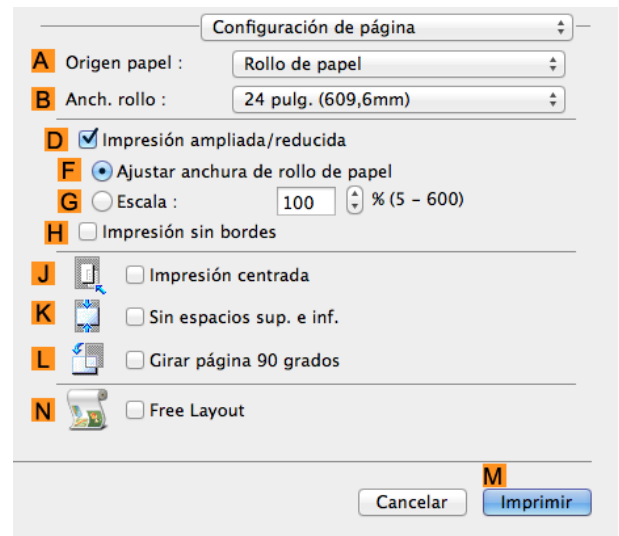 Configuración de página
A Origen papel : Rollo de papel
B Anch. rollo : 24 pulg. (609,6mm)
D Impresión ampliada/reducida
F Ajustar anchura de rollo de papel
G Escala : 100 % (5 – 600)
H Impresión sin bordes
J Impresión centrada
K Sin espacios sup. e inf.
L Girar página 90 grados
N Free Layout
M
Cancelar Imprimir